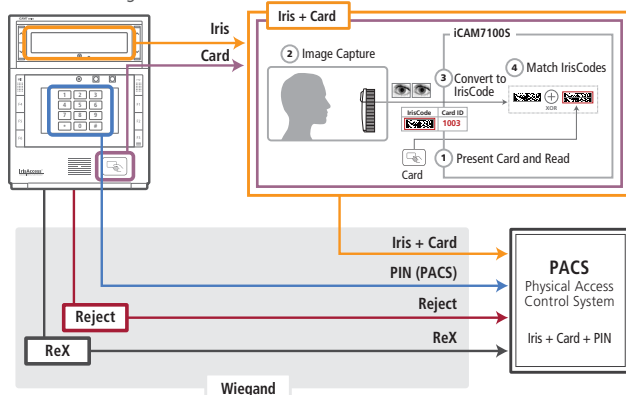 Iris
Card
Iris + Card
iCAM7100S
2 Image Capture
3 Convert to
IrisCode
4 Match IrisCodes
XOR
IrisCode Card ID
1003
Card
1 Present Card and Read
1 2 3
4 5 6
7 8 9
* 0 #
IrisAccess
Iris + Card
PIN (PACS)
Reject
ReX
Reject
ReX
Wiegand
PACS
Physical Access
Control System
Iris + Card + PIN